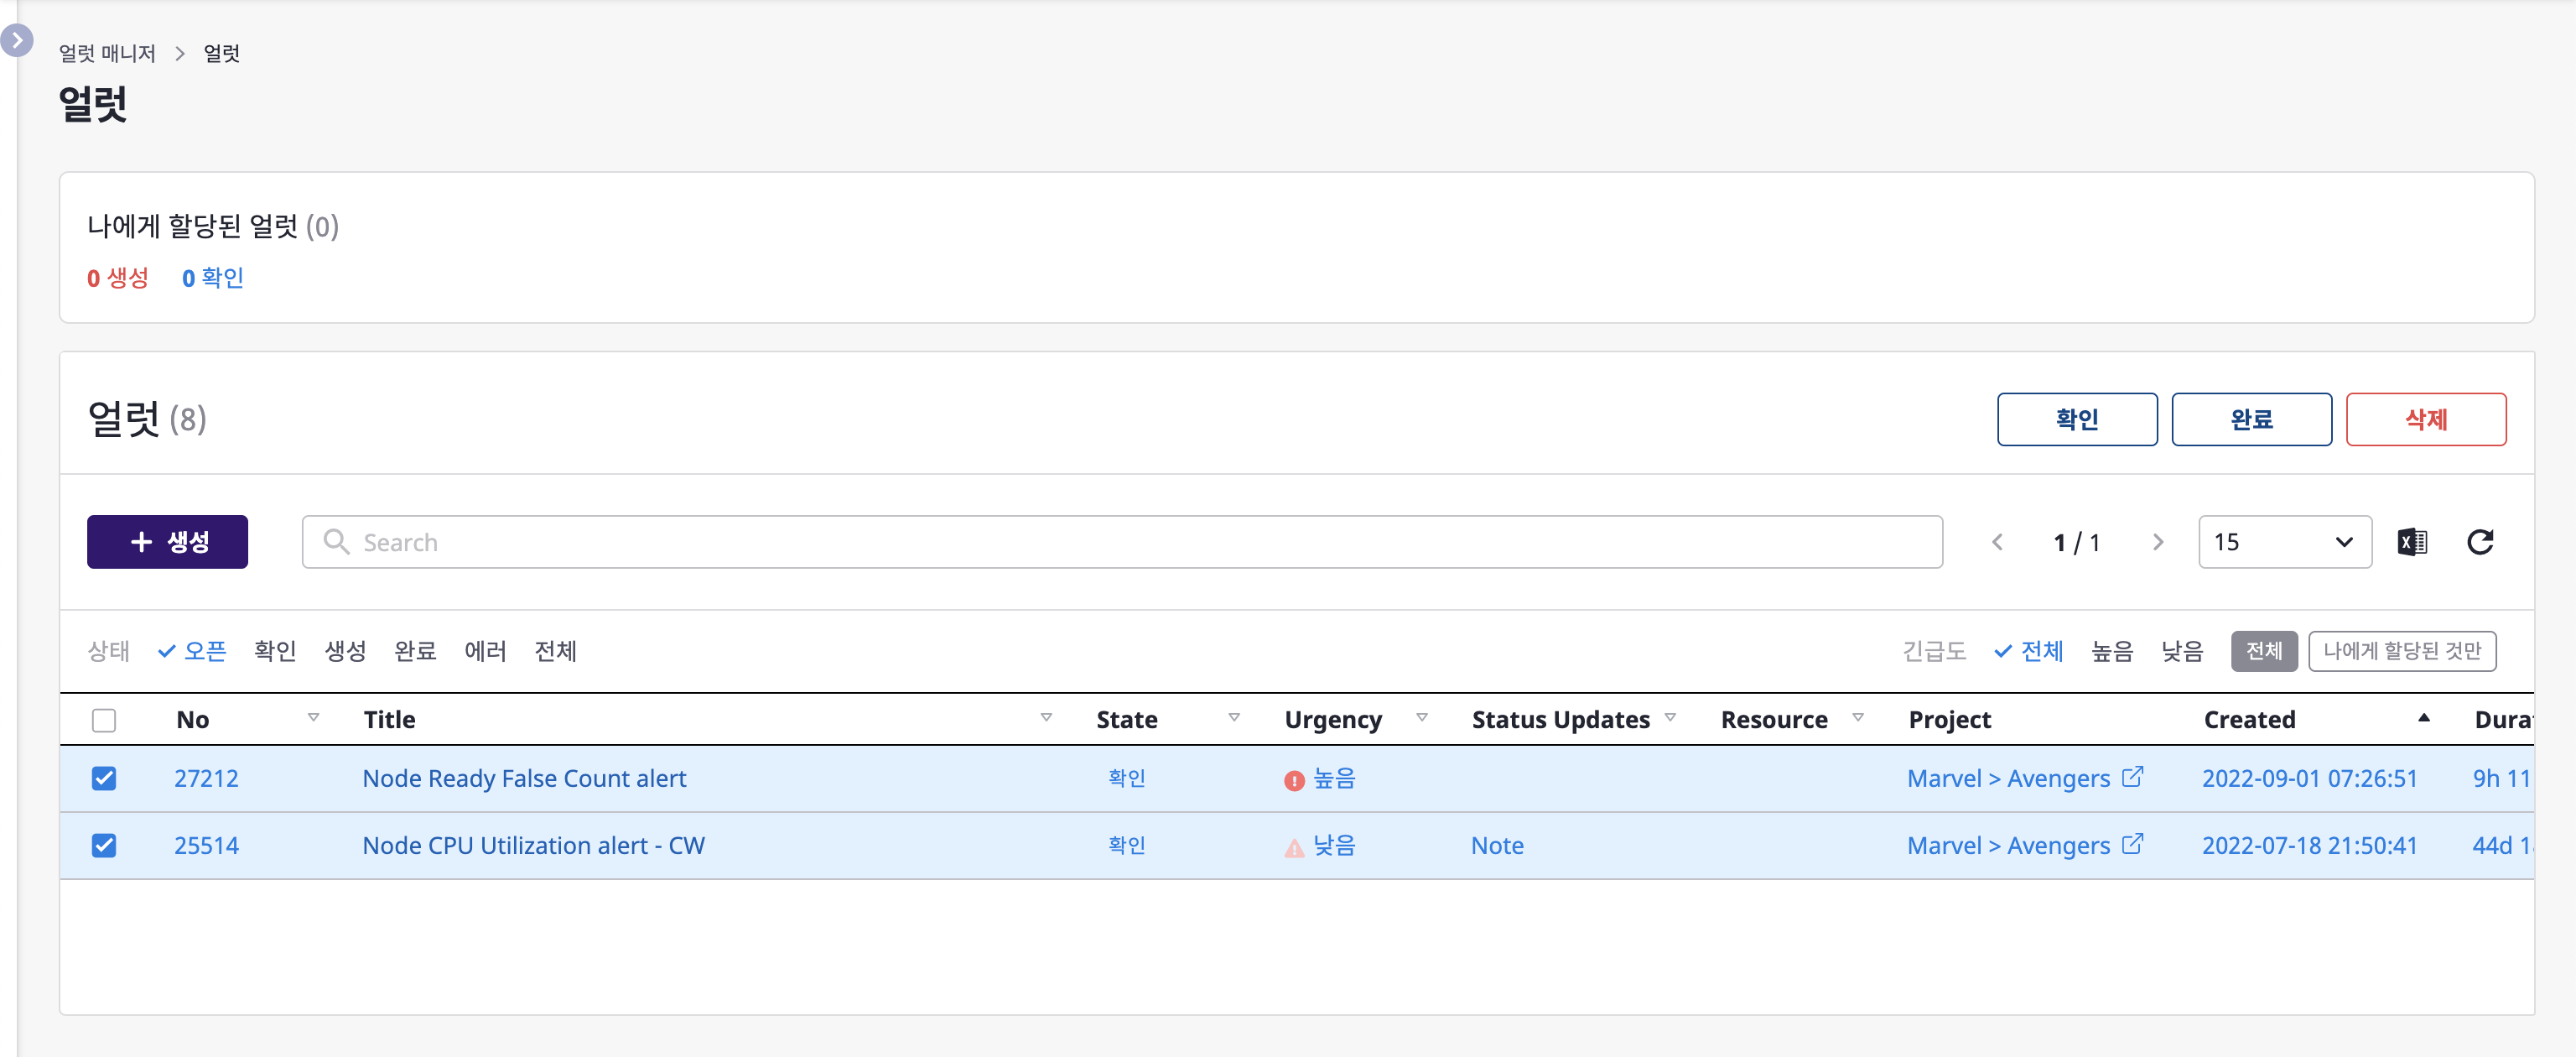 얼럿 매니저 > 얼럿
얼럿
나에게 할당된 얼럿 (0)
0 생성 0 확인
얼럿 (8)
확인 완료 삭제
+ 생성 Search 1 / 1 15
상태 오픈 확인 생성 완료 에러 전체 긴급도 전체 높음 낮음 전체 나에게 할당된 것만
No Title State Urgency Status Updates Resource Project Created Dura
27212 Node Ready False Count alert 확인 높음 Marvel > Avengers 2022-09-01 07:26:51 9h 11
25514 Node CPU Utilization alert - CW 확인 낮음 Note Marvel > Avengers 2022-07-18 21:50:41 44d